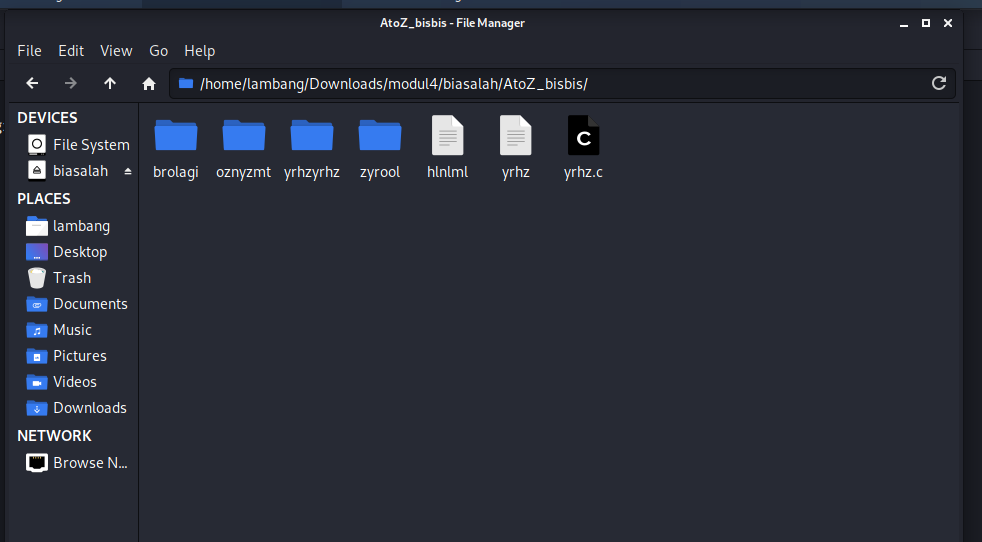 AtoZ_bisbis - File Manager
File Edit View Go Help
/home/lambang/Downloads/modul4/biasalah/AtoZ_bisbis/
DEVICES
File System
biasalah
PLACES
lambang
Desktop
Trash
Documents
Music
Pictures
Videos
Downloads
NETWORK
Browse N...
brolagi oznyzmt yrhzyrhz zyrool hlnlml yrhz yrhz.c
C